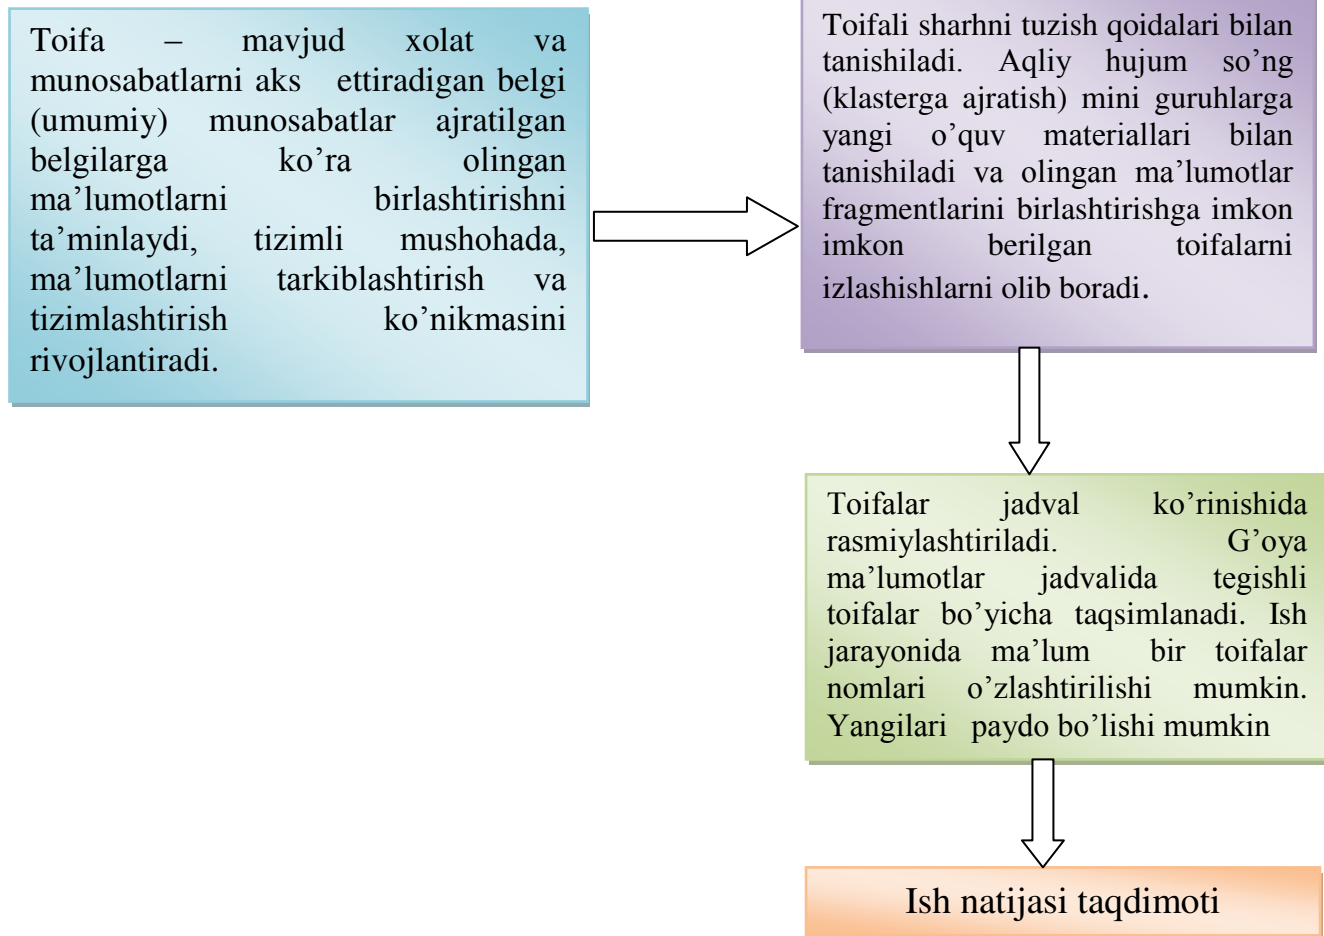 Toifa – mavjud xolat va
munosabatlarni aks ettiradigan belgi
(umumiy) munosabatlar ajratilgan
belgilarga ko’ra olingan
ma’lumotlarni birlashtirishni
ta’minlaydi, tizimli mushohada,
ma’lumotlarni tarkiblashtirish va
tizimlashtirish ko’nikmasini
rivojlantiradi.
Toifali sharhni tuzish qoidalari bilan
tanishiladi. Aqliy hujum so’ng
(klasterga ajratish) mini guruhlarga
yangi o’quv materiallari bilan
tanishiladi va olingan ma’lumotlar
fragmentlarini birlashtirishga imkon
imkon berilgan toifalarni
izlashishlarni olib boradi.
Toifalar jadval ko’rinishida
rasmiylashtiriladi. G’oya
ma’lumotlar jadvalida tegishli
toifalar bo’yicha taqsimlanadi. Ish
jarayonida ma’lum bir toifalar
nomlari o’zlashtirilishi mumkin.
Yangilari paydo bo’lishi mumkin
Ish natijasi taqdimoti